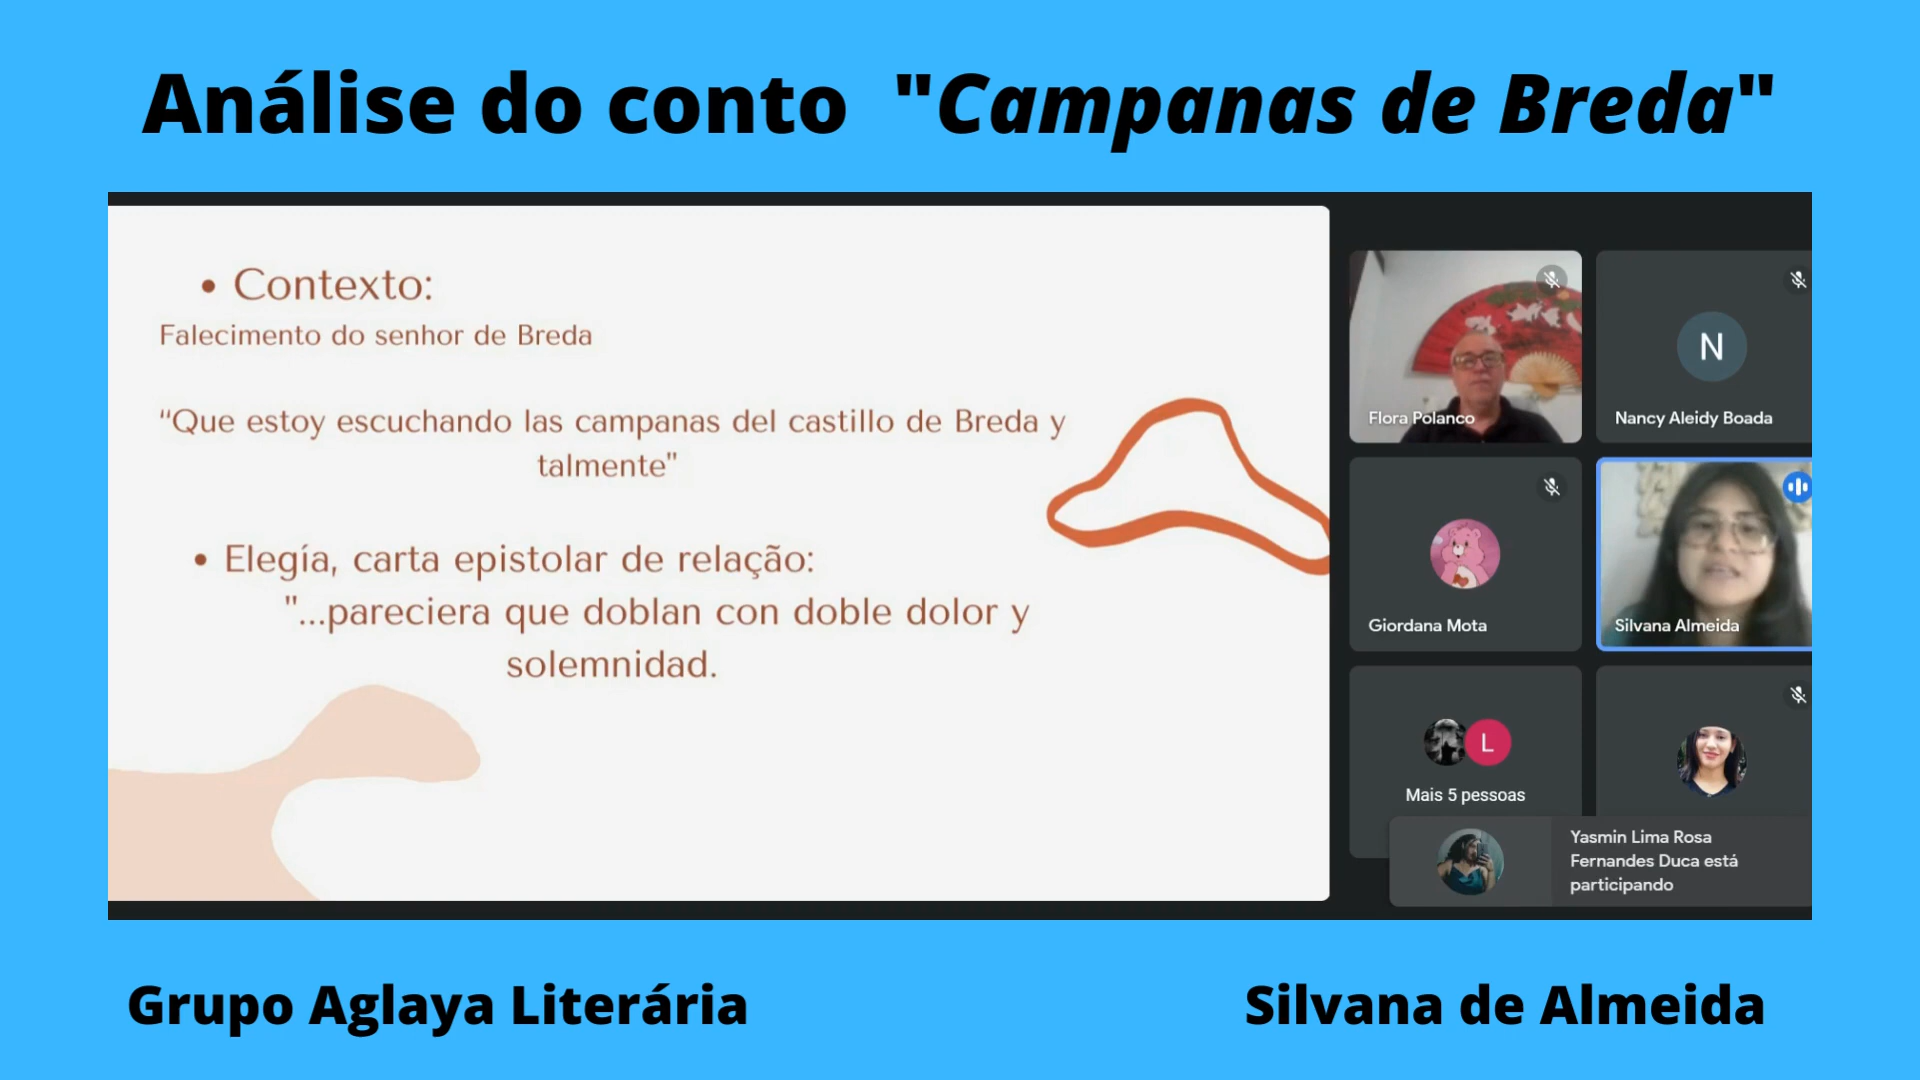 Análise do conto "Campanas de Breda"
• Contexto:
Falecimento do senhor de Breda
“Que estoy escuchando las campanas del castillo de Breda y
talmente"
• Elegía, carta epistolar de relação:
"...pareciera que doblan con doble dolor y
solemnidad.
Flora Polanco
N
Nancy Aleidy Boada
Giordana Mota
Silvana Almeida
L
Mais 5 pessoas
Yasmin Lima Rosa
Fernandes Duca está
participando
Grupo Aglaya Literária
Silvana de Almeida